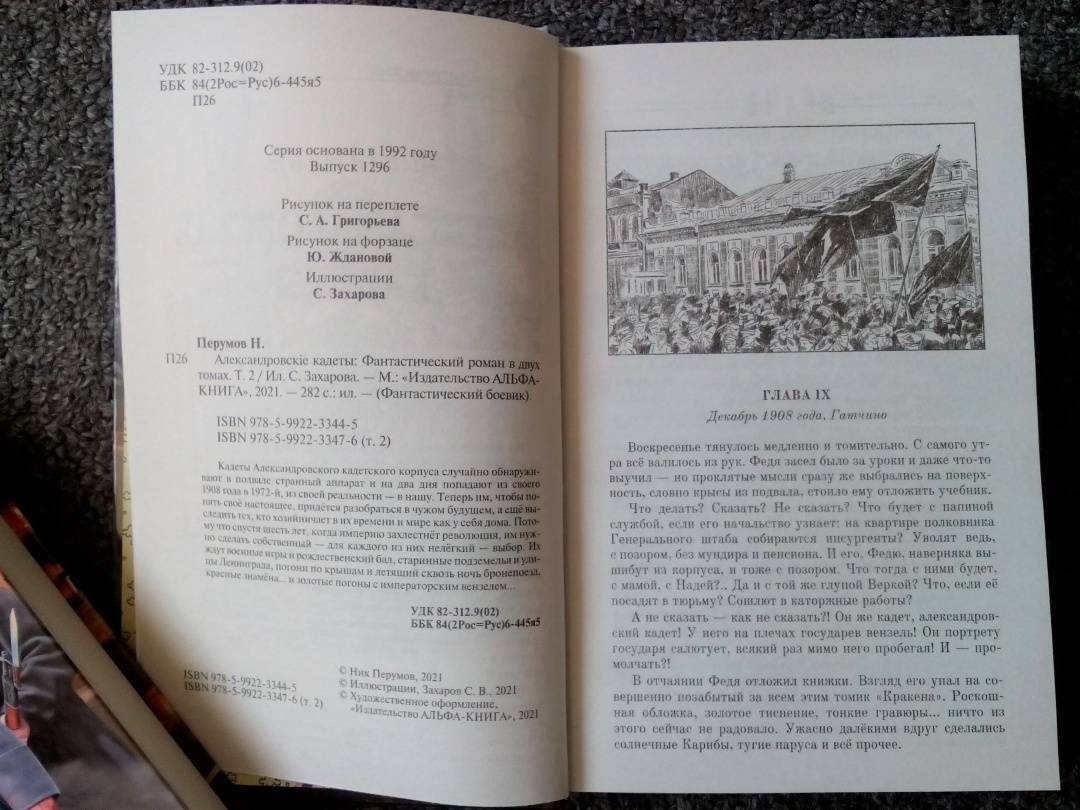 УДК 82-312.9(02)
ББК 84(2Рос=Рус)6-445я5
П26
Серия основана в 1992 году
Выпуск 1296
Рисунок на переплете
С. А. Григорьева
Рисунок на форзаце
Ю. Ждановой
Иллюстрации
С. Захарова
Перумов Н.
П26 Александровскiе кадеты: Фантастический роман в двух
томах. Т. 2 / Ил. С. Захарова. — М.: «Издательство АЛЬФА-
КНИГА», 2021. — 282 с.: ил. — (Фантастический боевик).
ISBN 978-5-9922-3344-5
ISBN 978-5-9922-3347-6 (т. 2)
Кадеты Александровского кадетского корпуса случайно обнаружи-
вают в подвале странный аппарат и на два дня попадают из своего
1908 года в 1972-й, из своей реальности — в нашу. Теперь им, чтобы по-
нять своё настоящее, придётся разобраться в чужом будущем, а ещё вы-
следить тех, кто хозяйничает в их времени и мире как у себя дома. Пото-
му что спустя шесть лет, когда империю захлестнёт революция, им нуж-
но сделать собственный — для каждого из них нелёгкий — выбор. Их
ждут военные игры и рождественский бал, старинные подземелья и ули-
цы Ленинграда, погони по крышам и летящий сквозь ночь бронепоезд,
красные знамёна... и золотые погоны с императорским вензелем...
УДК 82-312.9(02)
ББК 84(2Рос=Рус)6-445я5
© Ник Перумов, 2021
© Иллюстрации, Захаров С. В., 2021
© Художественное оформление,
«Издательство АЛЬФА-КНИГА», 2021
ISBN 978-5-9922-3344-5
ISBN 978-5-9922-3347-6 (т. 2)
ГЛАВА IX
Декабрь 1908 года, Гатчино
Воскресенье тянулось медленно и томительно. С самого ут-
ра всё валилось из рук. Федя засел было за уроки и даже что-то
выучил — но проклятые мысли сразу же выбрались на поверх-
ность, словно крысы из подвала, стоило ему отложить учебник.
Что делать? Сказать? Не сказать? Что будет с папиной
службой, если его начальство узнает: на квартире полковника
Генерального штаба собираются инсургенты? Уволят ведь,
с позором, без мундира и пенсиона. И его, Федю, наверняка вы-
шибут из корпуса, и тоже с позором. Что тогда с ними будет,
с мамой, с Надей?.. Да и с той же глупой Веркой? Что, если её
посадят в тюрьму? Сошлют в каторжные работы?
А не сказать — как не сказать?! Он же кадет, александров-
ский кадет! У него на плечах государев вензель! Он портрету
государя салютует, всякий раз мимо него пробегая! И — про-
молчать?!
В отчаянии Федя отложил книжки. Взгляд его упал на со-
вершенно позабытый за всем этим томик «Кракена». Роскош-
ная обложка, золотое тиснение, тонкие гравюры... ничто из
этого сейчас не радовало. Ужасно далёкими вдруг сделались
солнечные Карибы, тугие паруса и всё прочее.